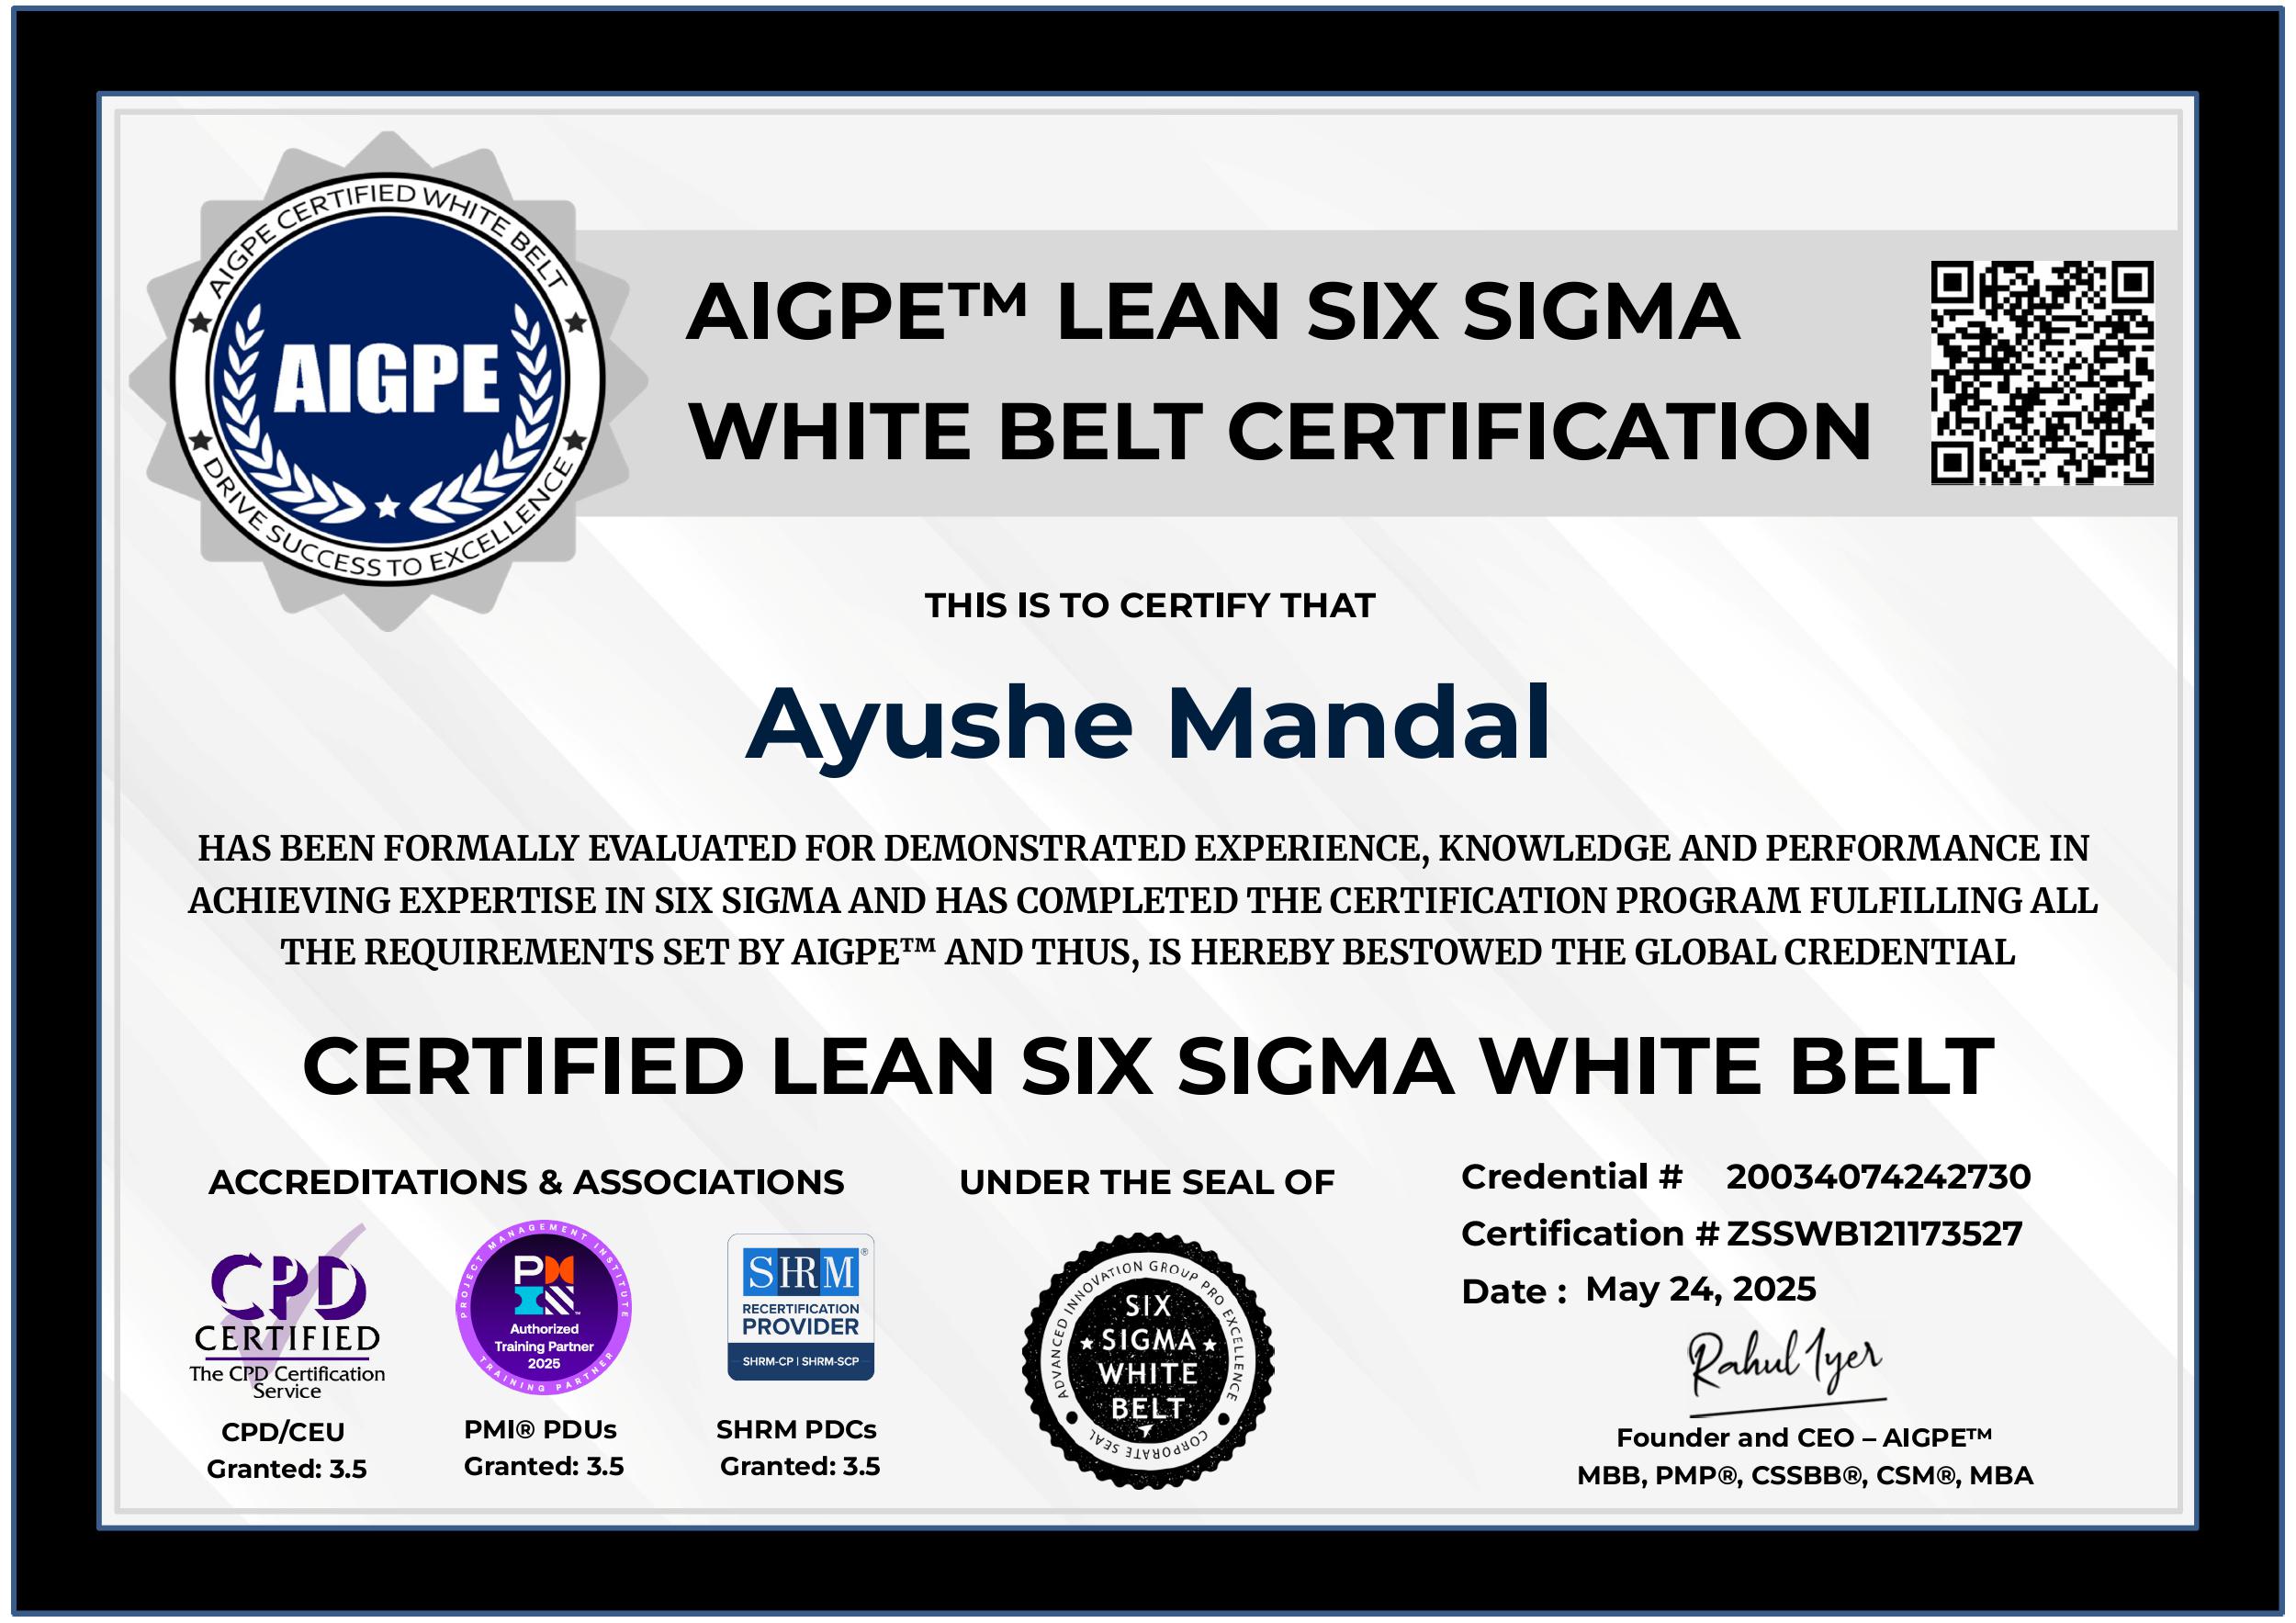 AIGPE CERTIFIED WHITE BELT
AIGPE
DRIVE SUCCESS TO EXCELLENCE
AIGPE™ LEAN SIX SIGMA
WHITE BELT CERTIFICATION
THIS IS TO CERTIFY THAT
Ayushe Mandal
HAS BEEN FORMALLY EVALUATED FOR DEMONSTRATED EXPERIENCE, KNOWLEDGE AND PERFORMANCE IN
ACHIEVING EXPERTISE IN SIX SIGMA AND HAS COMPLETED THE CERTIFICATION PROGRAM FULFILLING ALL
THE REQUIREMENTS SET BY AIGPE™ AND THUS, IS HEREBY BESTOWED THE GLOBAL CREDENTIAL
CERTIFIED LEAN SIX SIGMA WHITE BELT
ACCREDITATIONS & ASSOCIATIONS
CPD
CERTIFIED
The CPD Certification
Service
CPD/CEU
Granted: 3.5
PROJECT MANAGEMENT INSTITUTE
PMI™
Authorized
Training Partner
2025
TRAINING PARTNER
PMI® PDUs
Granted: 3.5
SHRM®
RECERTIFICATION
PROVIDER
SHRM-CP | SHRM-SCP
SHRM PDCs
Granted: 3.5
UNDER THE SEAL OF
ADVANCED INNOVATION GROUP PRO EXCELLENCE
SIX
SIGMA
WHITE
BELT
CORPORATE SEAL
Credential # 20034074242730
Certification # ZSSWB121173527
Date : May 24, 2025
Rahul Iyer
Founder and CEO – AIGPE™
MBB, PMP®, CSSBB®, CSM®, MBA